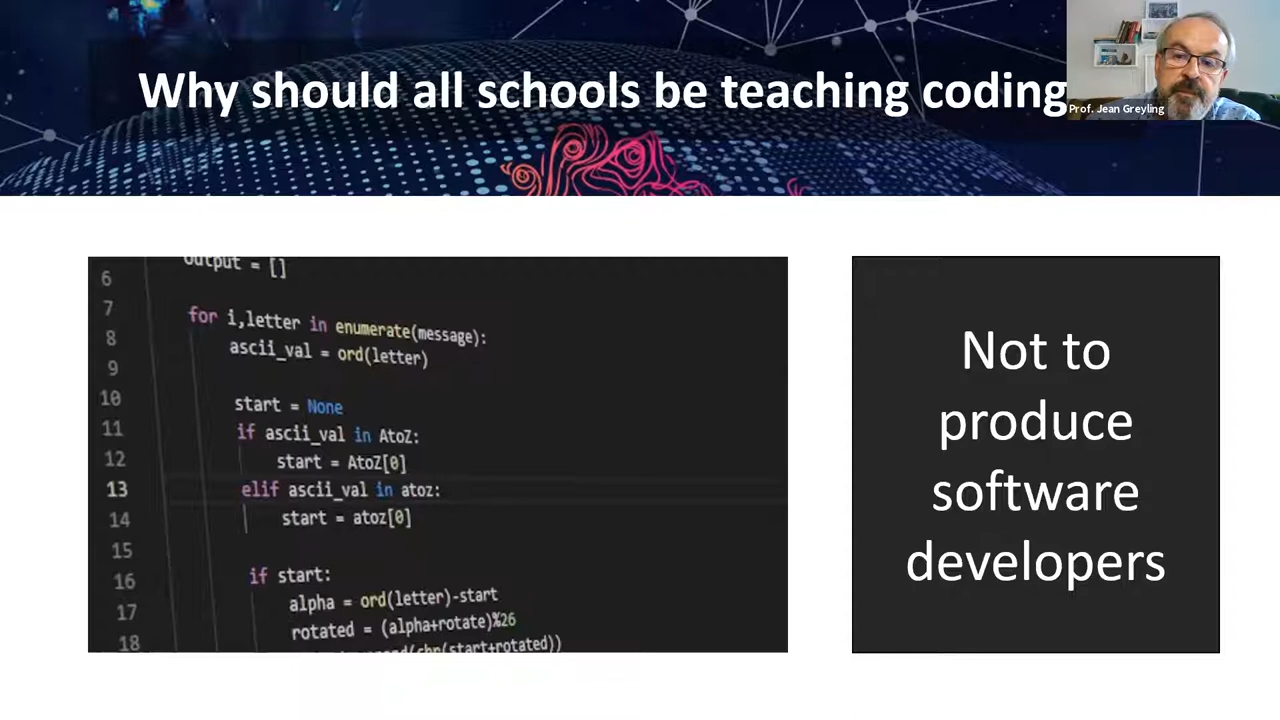 Why should all schools be teaching coding
Prof. Jean Greyling
6
output = []
7
for i,letter in enumerate(message):
8
ascii_val = ord(letter)
9
10
start = None
11
if ascii_val in AtoZ:
12
start = AtoZ[0]
13
elif ascii_val in atoz:
14
start = atoz[0]
15
16
if start:
17
alpha = ord(letter)-start
rotated = (alpha+rotate)%26
18
(chr(start+rotated))
Not to
produce
software
developers